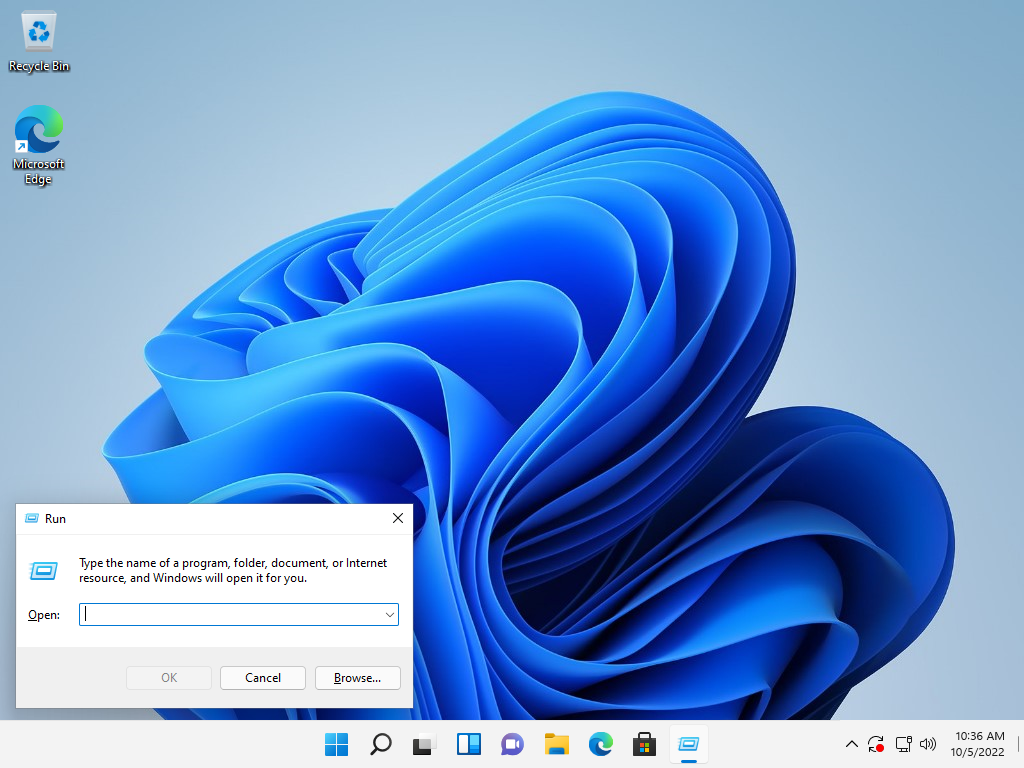 Recycle Bin
Microsoft
Edge
Run
Type the name of a program, folder, document, or Internet
resource, and Windows will open it for you.
Open:
OK
Cancel
Browse...
10:36 AM
10/5/2022